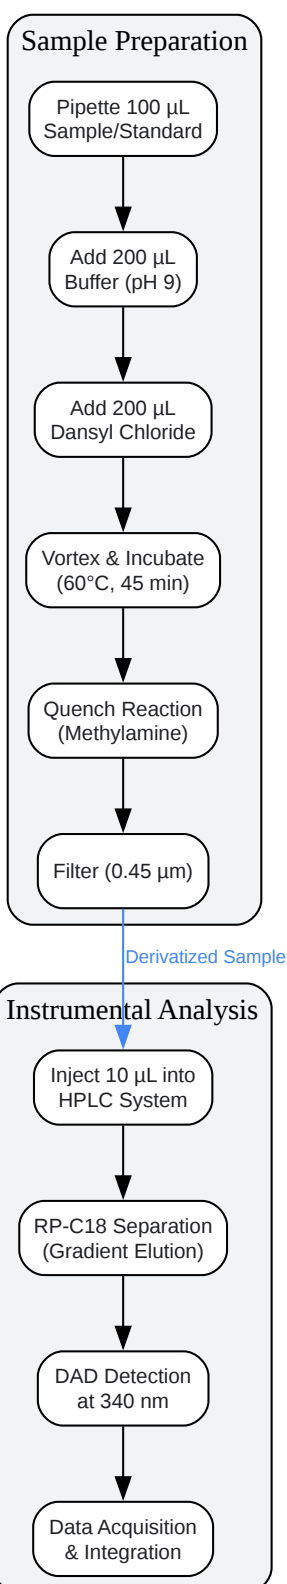 Sample Preparation
Pipette 100 µL
Sample/Standard
Add 200 µL
Buffer (pH 9)
Add 200 µL
Dansyl Chloride
Vortex & Incubate
(60°C, 45 min)
Quench Reaction
(Methylamine)
Filter (0.45 µm)
Derivatized Sample
Instrumental Analysis
Inject 10 µL into
HPLC System
RP-C18 Separation
(Gradient Elution)
DAD Detection
at 340 nm
Data Acquisition
& Integration